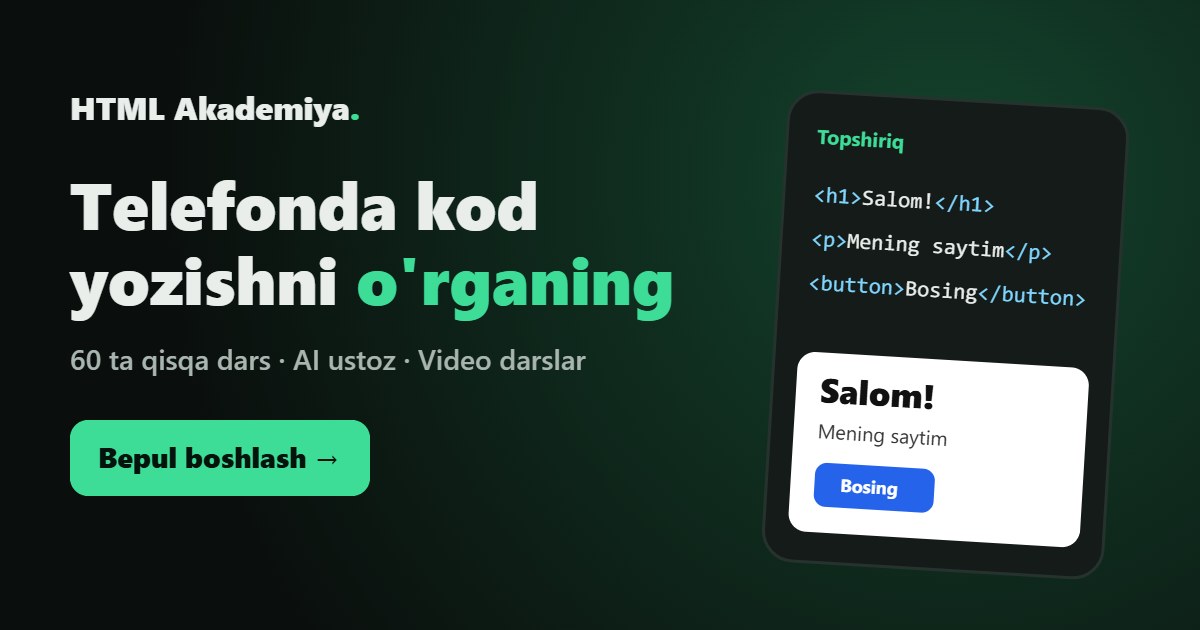 HTML Akademiya.
Telefonda kod
yozishni o'rganing
60 ta qisqa dars · AI ustoz · Video darslar
Bepul boshlash →
Topshiriq
<h1>Salom!</h1>
<p>Mening saytim</p>
<button>Bosing</button>
Salom!
Mening saytim
Bosing